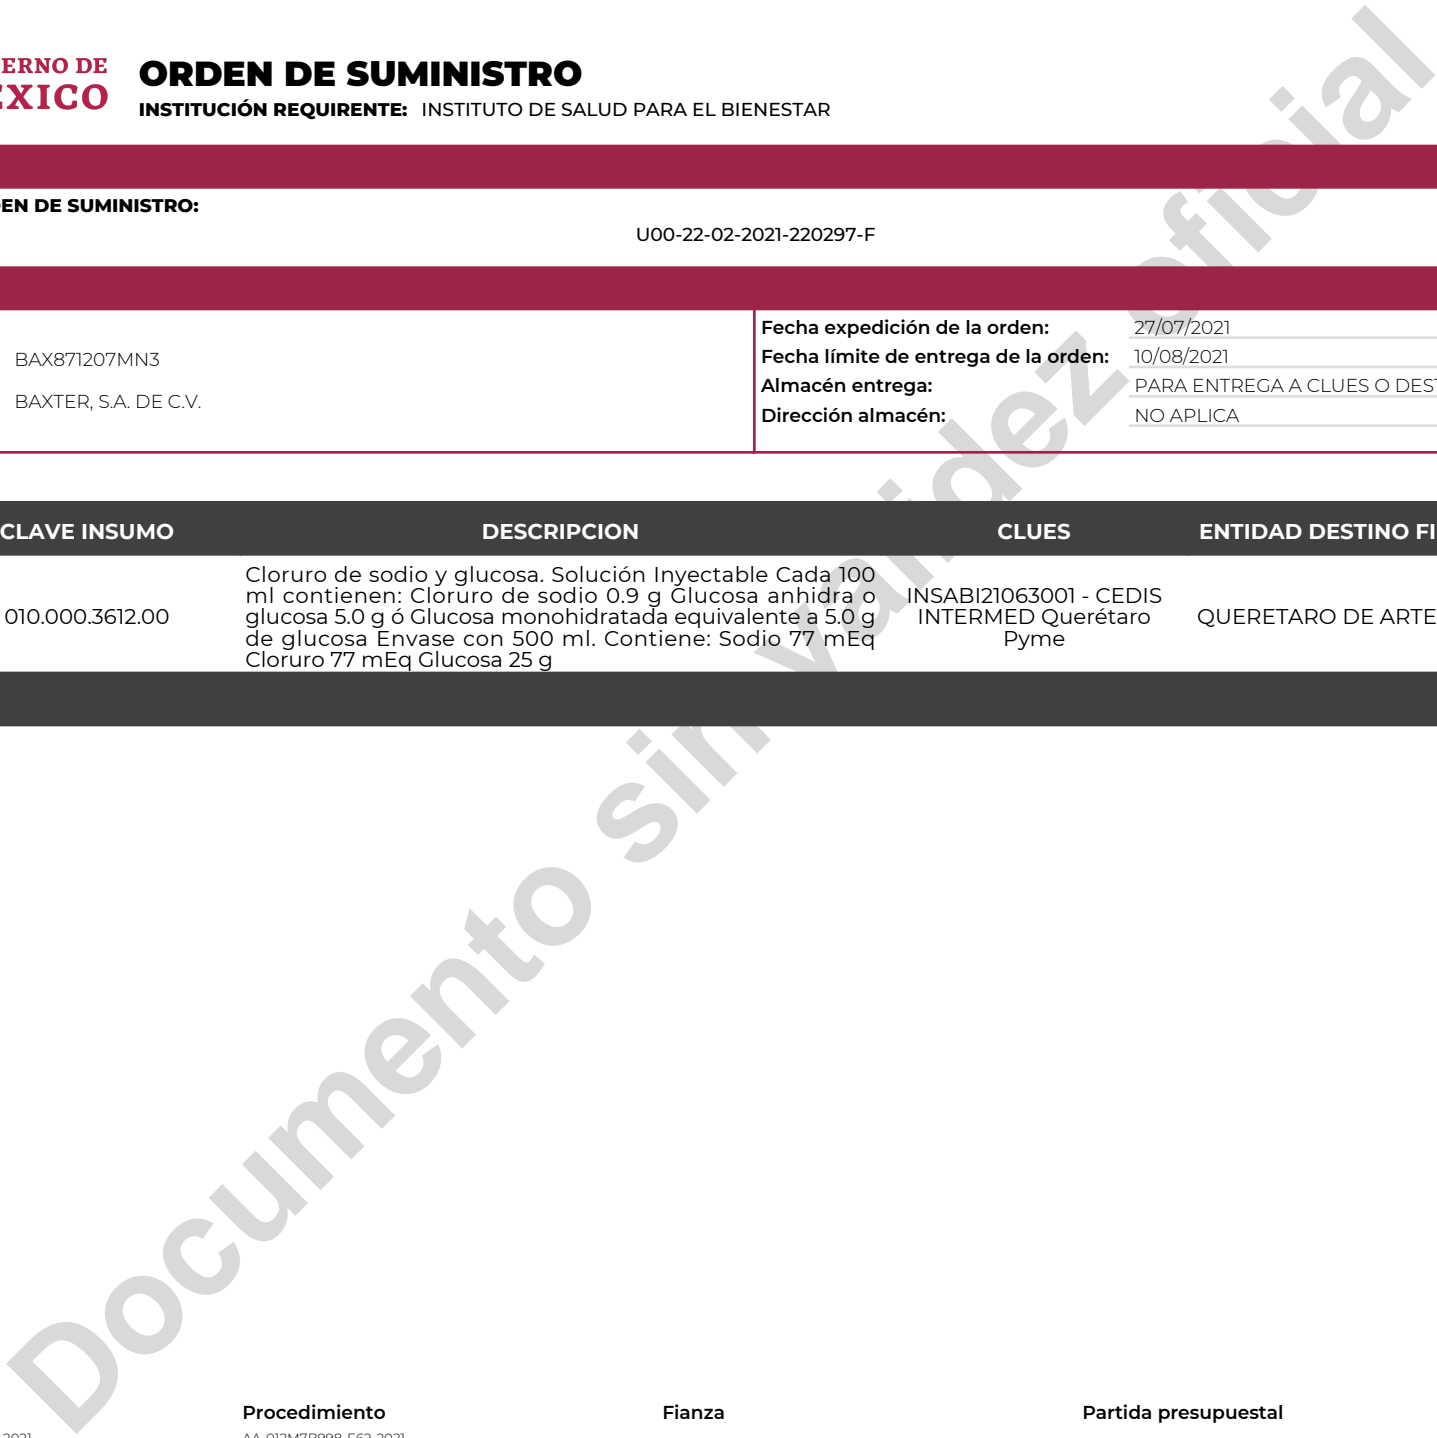 ERNO DE
EXICO
ORDEN DE SUMINISTRO
INSTITUCIÓN REQUIRENTE: INSTITUTO DE SALUD PARA EL BIENESTAR
EN DE SUMINISTRO:
U00-22-02-2021-220297-F
BAX871207MN3
BAXTER, S.A. DE C.V.
Fecha expedición de la orden: 27/07/2021
Fecha límite de entrega de la orden: 10/08/2021
Almacén entrega: PARA ENTREGA A CLUES O DEST
Dirección almacén: NO APLICA
CLAVE INSUMO DESCRIPCION CLUES ENTIDAD DESTINO FI
010.000.3612.00
Cloruro de sodio y glucosa. Solución Inyectable Cada 100
ml contienen: Cloruro de sodio 0.9 g Glucosa anhidra o
glucosa 5.0 g ó Glucosa monohidratada equivalente a 5.0 g
de glucosa Envase con 500 ml. Contiene: Sodio 77 mEq
Cloruro 77 mEq Glucosa 25 g
INSABI21063001 - CEDIS
INTERMED Querétaro
Pyme
QUERETARO DE ARTE
Documento sin validez oficial
Procedimiento Fianza Partida presupuestal